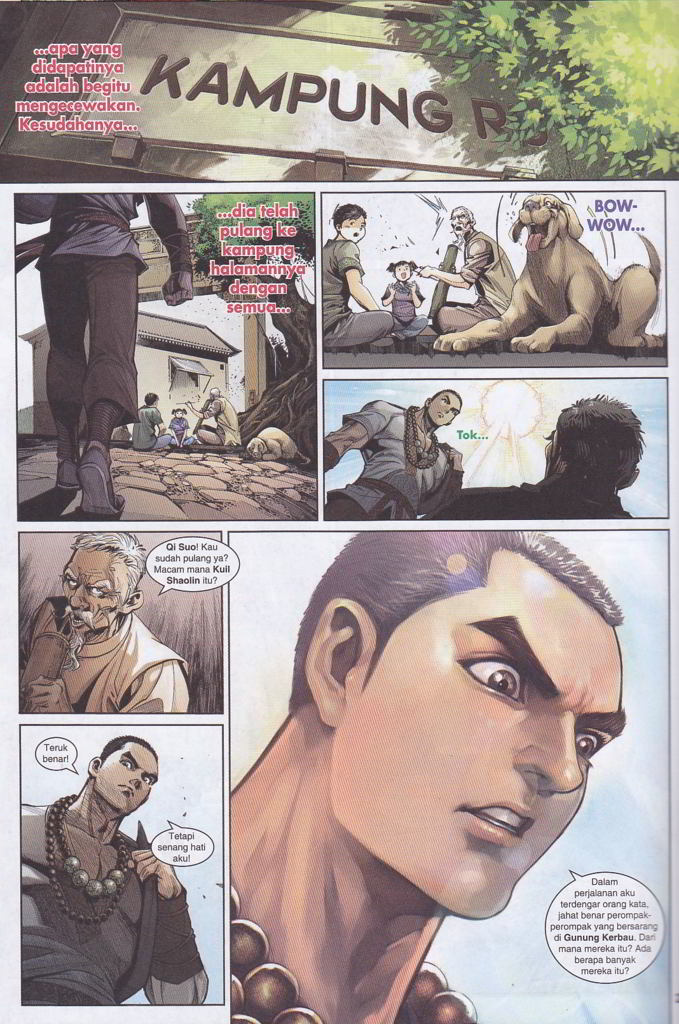 ...apa yang
didapatinya
adalah begitu
mengecewakan.
Kesudahanya...
KAMPUNG
...dia telah
pulang ke
kampung
halamannya
dengan
semua...
BOW-
WOW...
Tok...
Qi Suo! Kau
sudah pulang ya?
Macam mana Kuil
Shaolin itu?
Teruk
benar!
Tetapi
senang hati
aku!
Dalam
perjalanan aku
terdengar orang kata,
jahat benar perompak-
perompak yang bersarang
di Gunung Kerbau. Dari
mana mereka itu? Ada
berapa banyak
mereka itu?